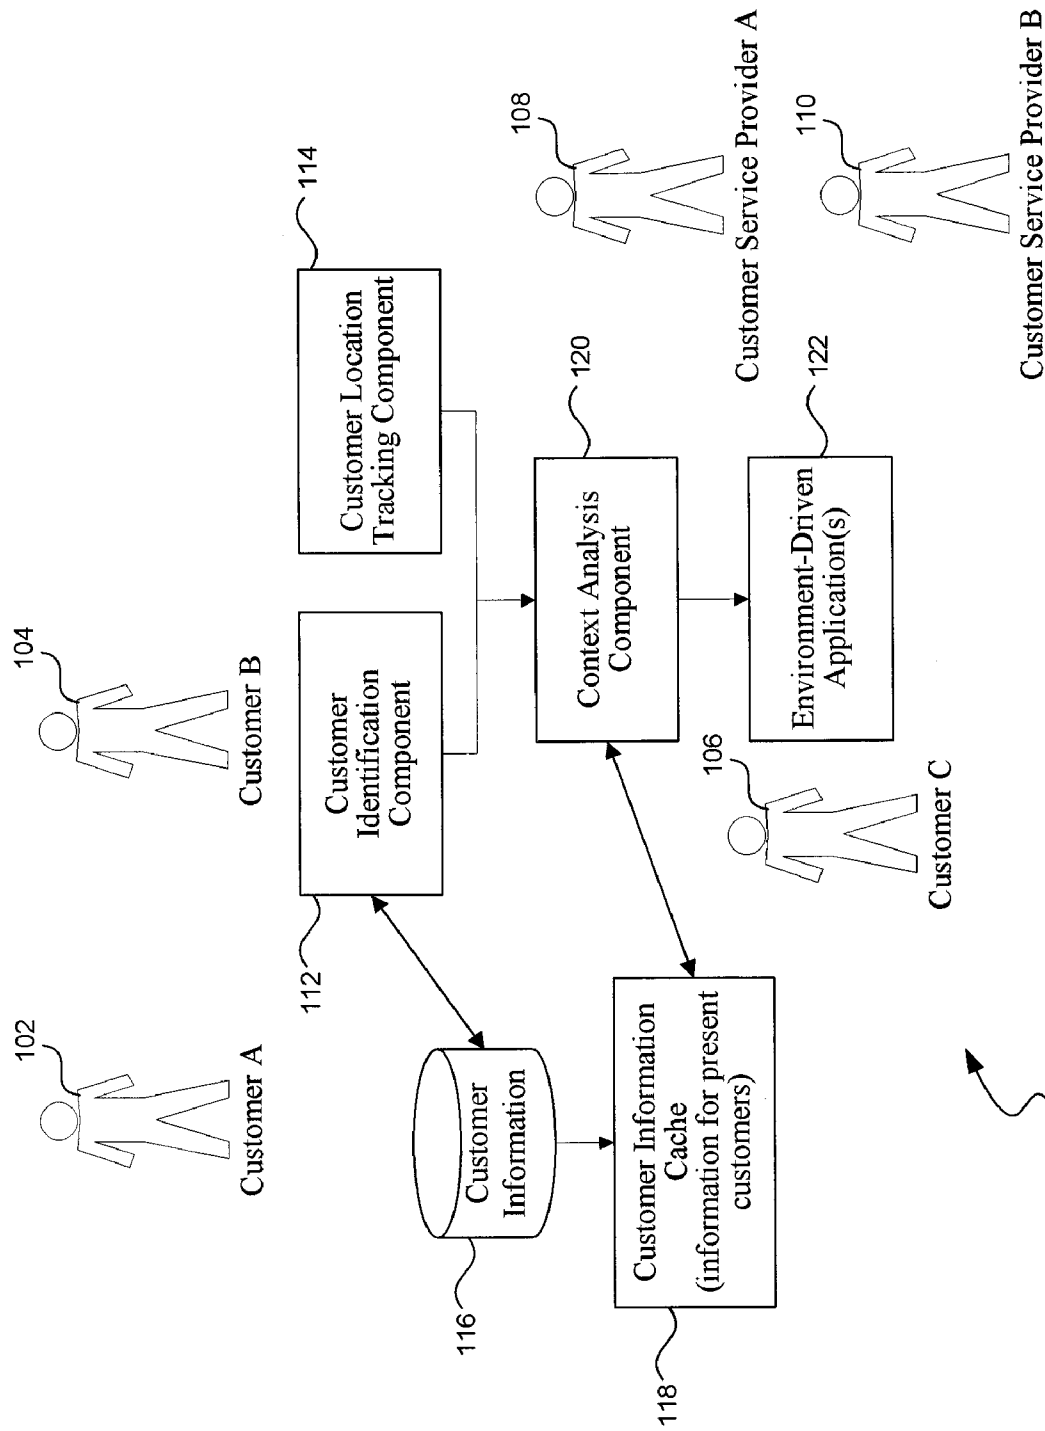 102
Customer A
104
Customer B
112
Customer
Identification
Component
114
Customer Location
Tracking Component
116
Customer
Information
118
Customer Information
Cache
(information for present
customers)
120
Context Analysis
Component
106
Customer C
122
Environment-Driven
Application(s)
108
Customer Service Provider A
110
Customer Service Provider B